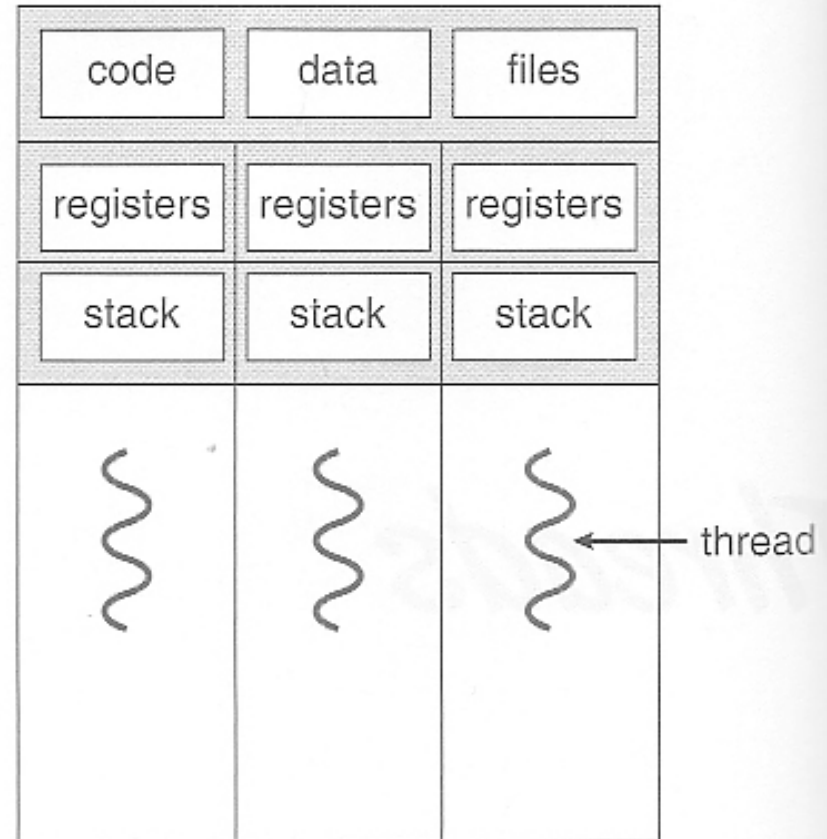 code data files
registers registers registers
stack stack stack
thread